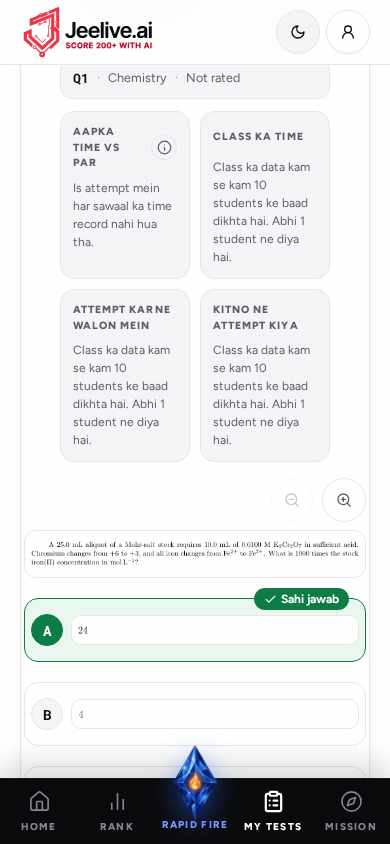 Jeelive.ai
SCORE 200+ WITH AI
Q1 · Chemistry · Not rated
AAPKA
TIME VS
PAR
Is attempt mein
har sawaal ka time
record nahi hua
tha.
CLASS KA TIME
Class ka data kam
se kam 10
students ke baad
dikhta hai. Abhi 1
student ne diya
hai.
ATTEMPT KARNE
WALON MEIN
Class ka data kam
se kam 10
students ke baad
dikhta hai. Abhi 1
student ne diya
hai.
KITNO NE
ATTEMPT KIYA
Class ka data kam
se kam 10
students ke baad
dikhta hai. Abhi 1
student ne diya
hai.
A 25.0 mL aliquot of a Mohr-salt stock requires 10.0 mL of 0.0100 M K₂Cr₂O₇ in sufficient acid.
Chromium changes from +6 to +3, and all iron changes from Fe²⁺ to Fe³⁺. What is 1000 times the stock
iron(II) concentration in mol L⁻¹?
Sahi jawab
A 24
B 4
HOME RANK RAPID FIRE MY TESTS MISSION